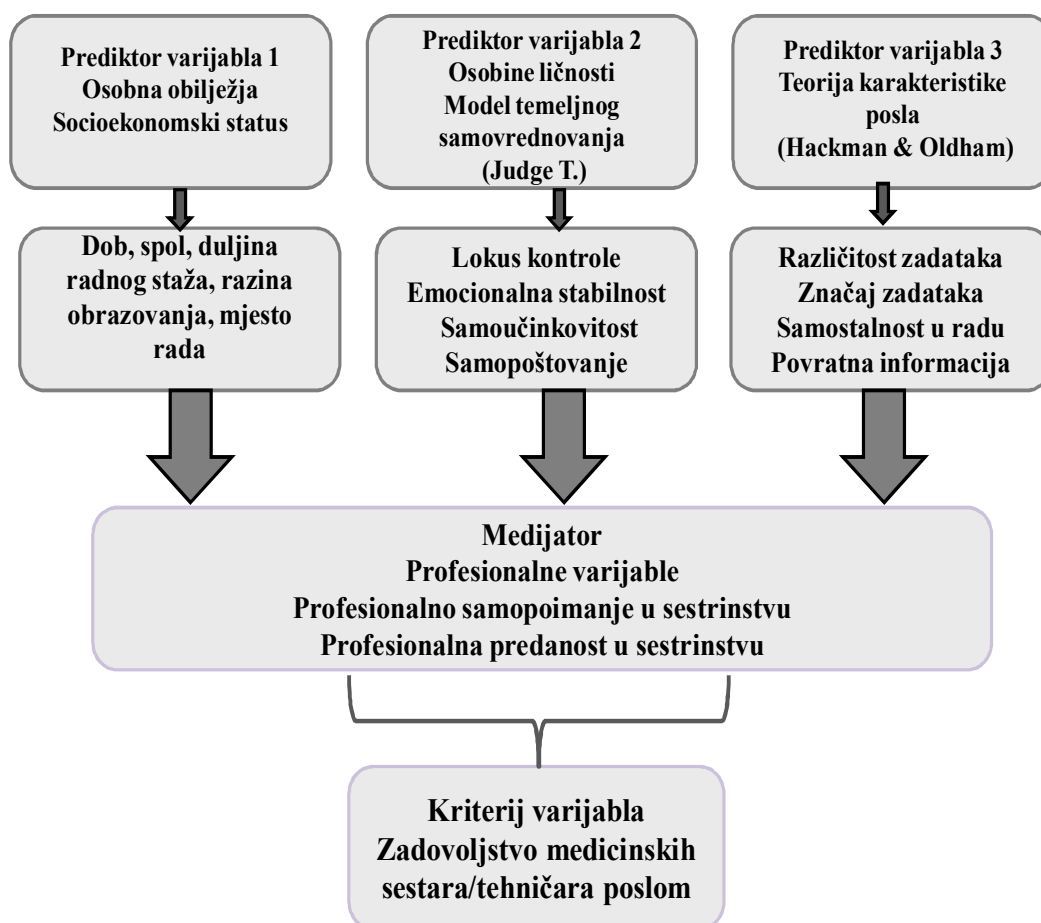 Prediktor varijabla 1
Osobna obilježja
Socioekonomski status
Prediktor varijabla 2
Osobine ličnosti
Model temeljnog
samovrednovanja
(Judge T.)
Prediktor varijabla 3
Teorija karakteristike
posla
(Hackman & Oldham)
Dob, spol, duljina
radnog staža, razina
obrazovanja, mjesto
rada
Lokus kontrole
Emocionalna stabilnost
Samoučinkovitost
Samopoštovanje
Različitost zadataka
Značaj zadataka
Samostalnost u radu
Povratna informacija
Medijator
Profesionalne varijable
Profesionalno samopoimanje u sestrinstvu
Profesionalna predanost u sestrinstvu
Kriterij varijabla
Zadovoljstvo medicinskih
sestara/tehničara poslom